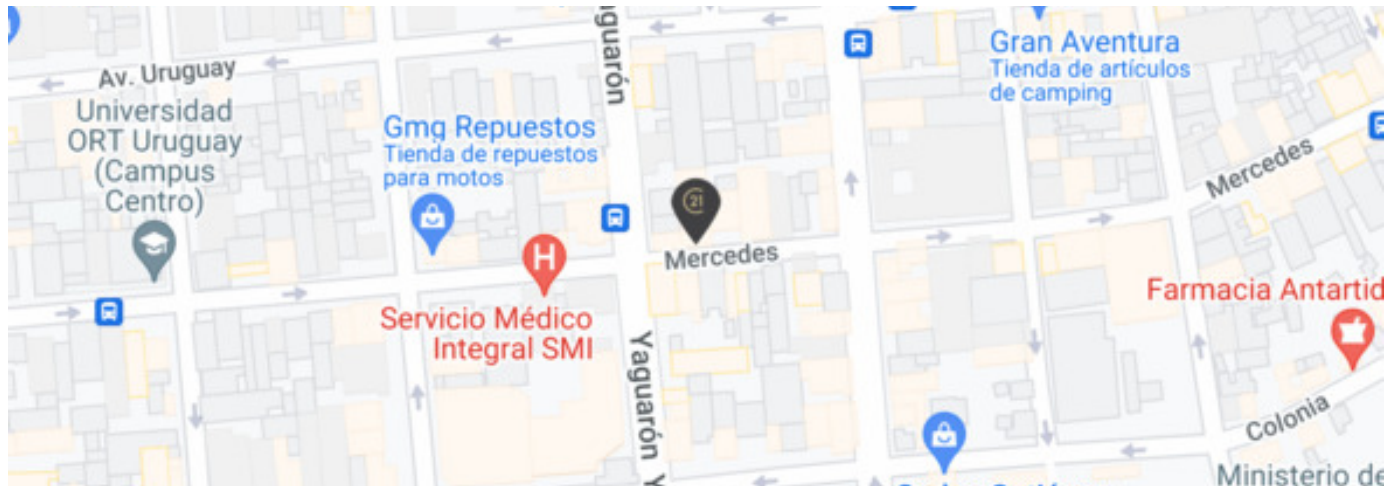 Av. Uruguay
Universidad
ORT Uruguay
(Campus
Centro)
Gmg Repuestos
Tienda de repuestos
para motos
Yaguarón
Gran Aventura
Tienda de artículos
de camping
21
Mercedes
Mercedes
H
Servicio Médico
Integral SMI
Yaguarón
Y
Farmacia Antartid
Colonia
Ministerio de